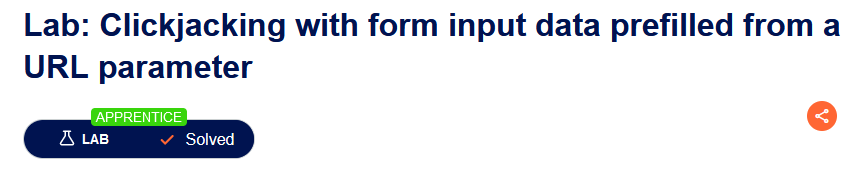 Lab: Clickjacking with form input data prefilled from a
URL parameter
APPRENTICE
LAB
Solved